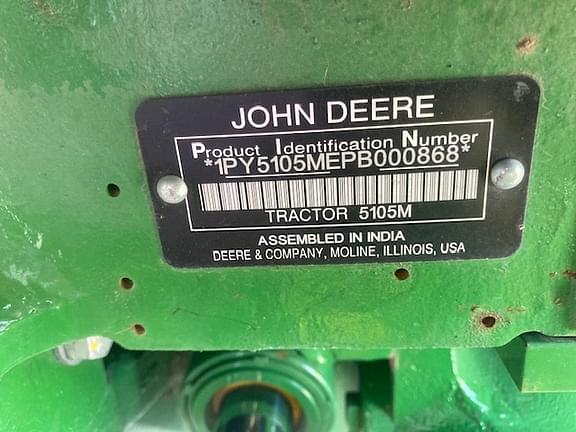 JOHN DEERE
Product Identification Number
*1PY5105MEPB000868*
TRACTOR 5105M
ASSEMBLED IN INDIA
DEERE & COMPANY, MOLINE, ILLINOIS, USA